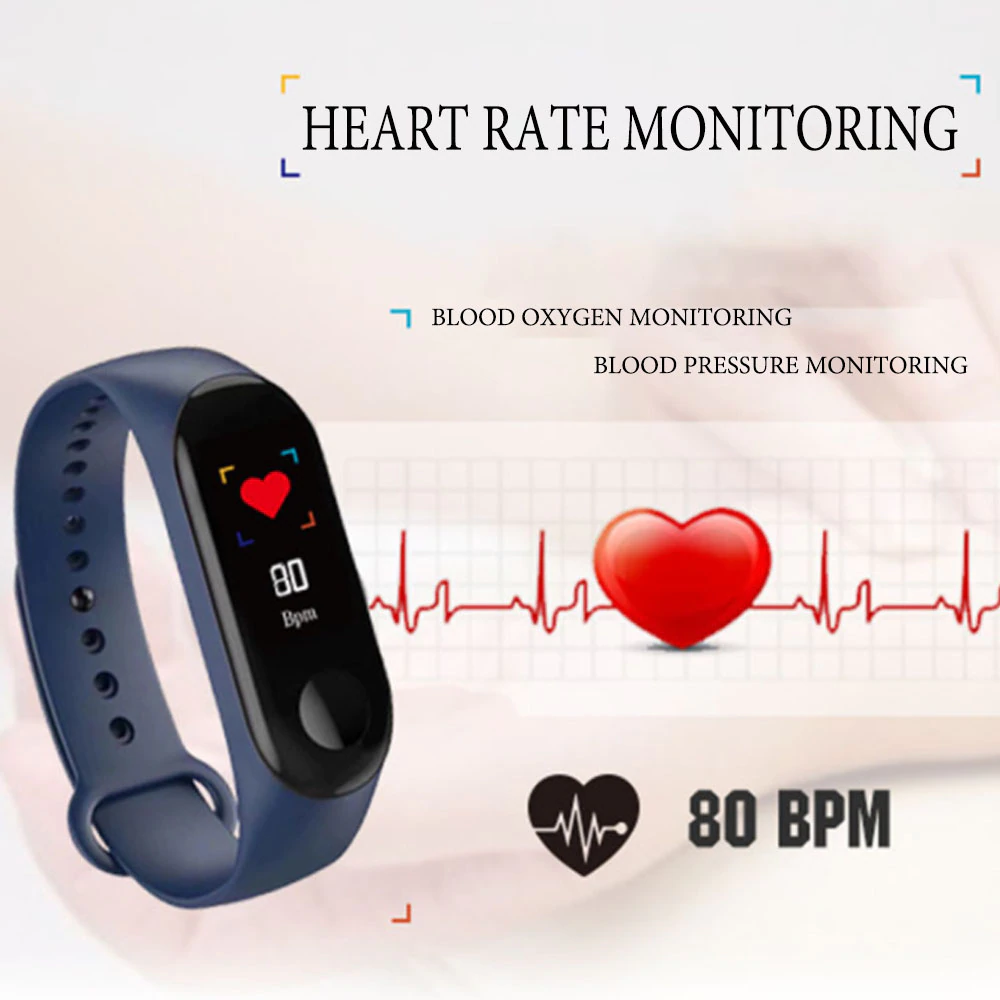 HEART RATE MONITORING
BLOOD OXYGEN MONITORING
BLOOD PRESSURE MONITORING
80
Bpm
80 BPM